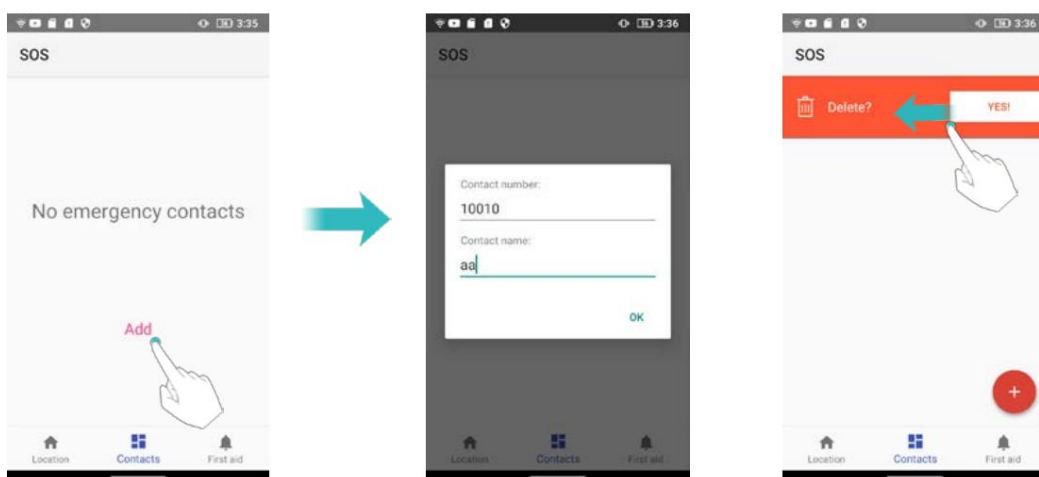 3:35
SOS
No emergency contacts
Add
Location Contacts First aid
3:36
SOS
Contact number:
10010
Contact name:
aa
OK
Location Contacts First aid
3:36
SOS
Delete? YES!
+
Location Contacts First aid